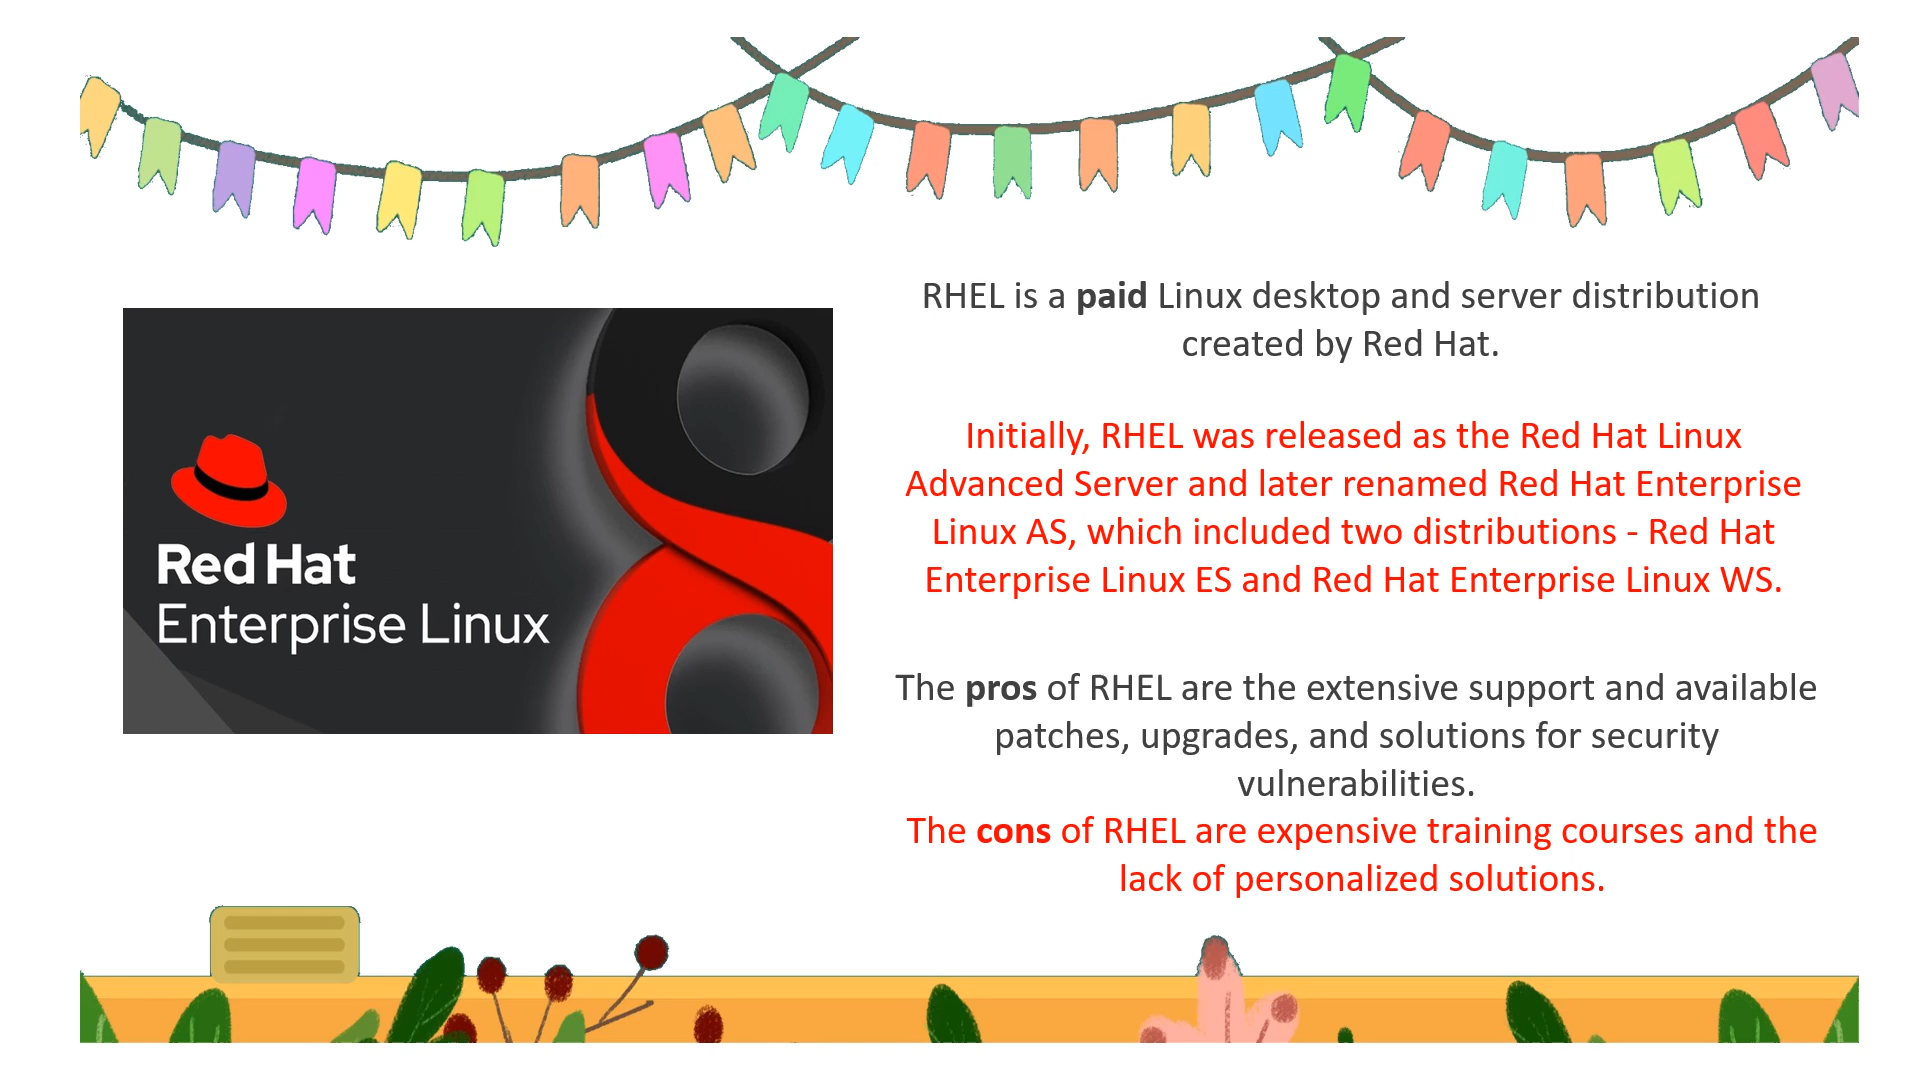 RHEL is a paid Linux desktop and server distribution
created by Red Hat.
Red Hat
Enterprise Linux
Initially, RHEL was released as the Red Hat Linux
Advanced Server and later renamed Red Hat Enterprise
Linux AS, which included two distributions - Red Hat
Enterprise Linux ES and Red Hat Enterprise Linux WS.
The pros of RHEL are the extensive support and available
patches, upgrades, and solutions for security
vulnerabilities.
The cons of RHEL are expensive training courses and the
lack of personalized solutions.